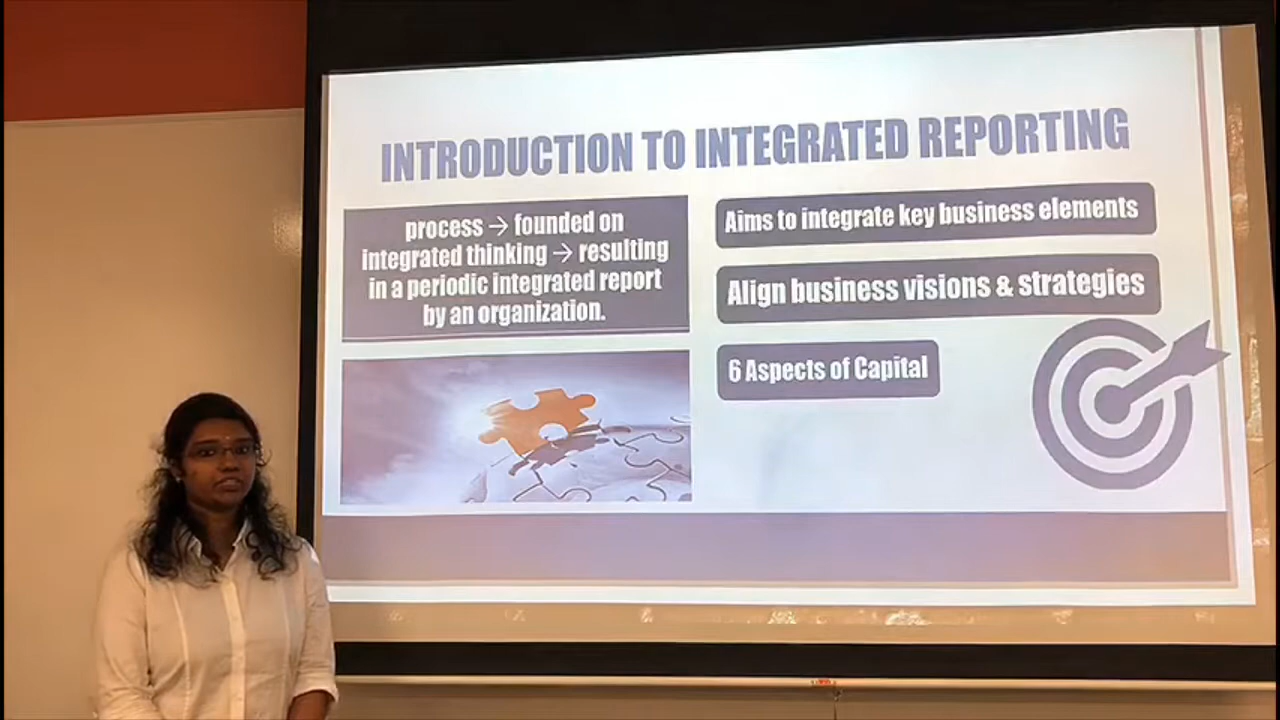 INTRODUCTION TO INTEGRATED REPORTING
process → founded on
integrated thinking → resulting
in a periodic integrated report
by an organization.
Aims to integrate key business elements
Align business visions & strategies
6 Aspects of Capital